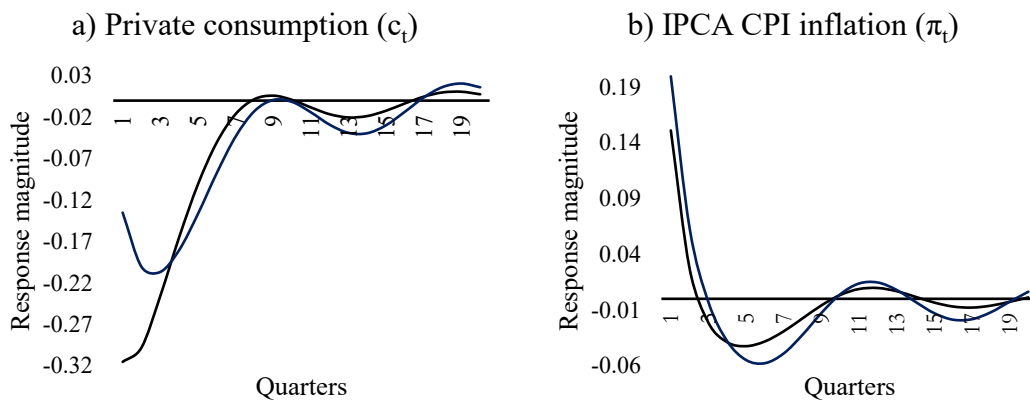 a) Private consumption (cₜ)
Response magnitude
0.03
-0.02
-0.07
-0.12
-0.17
-0.22
-0.27
-0.32
1 3 5 7 9 11 13 15 17 19
Quarters
b) IPCA CPI inflation (πₜ)
Response magnitude
0.19
0.14
0.09
0.04
-0.01
-0.06
1 3 5 7 9 11 13 15 17 19
Quarters